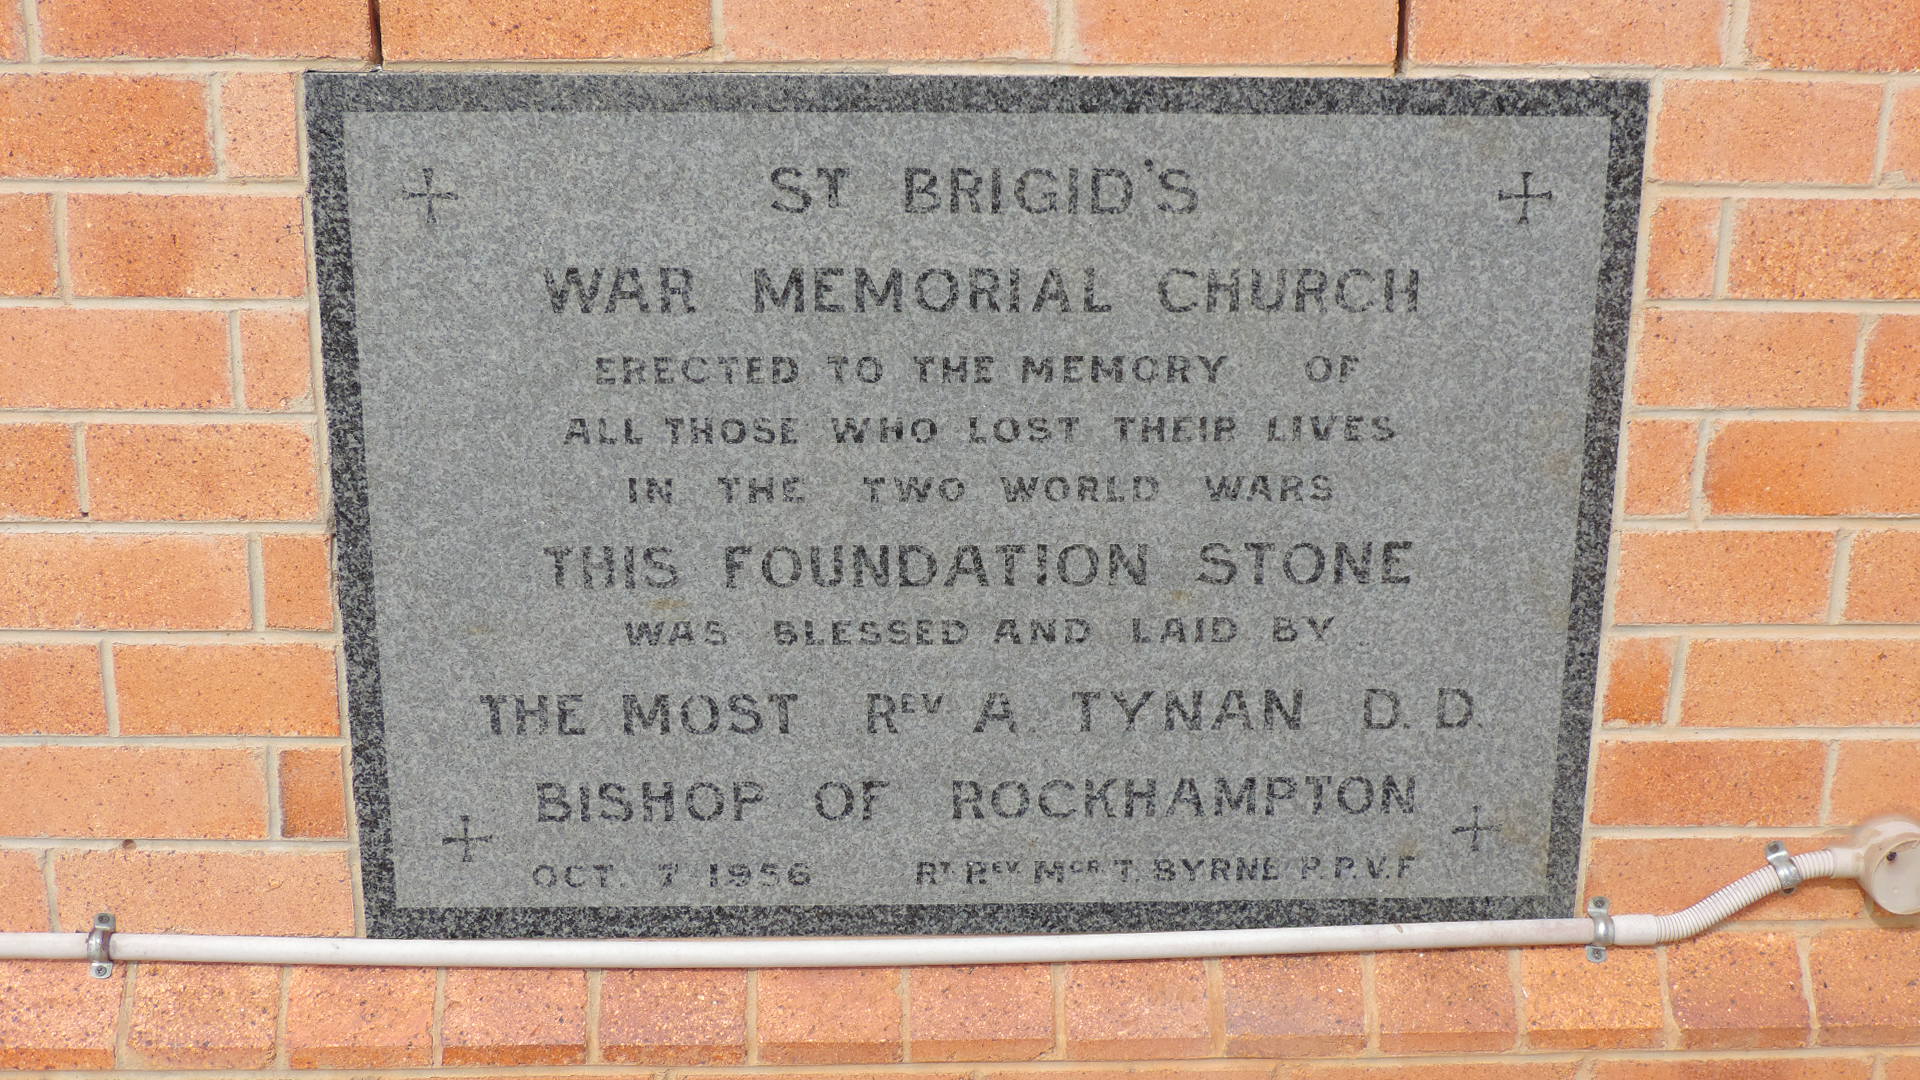 ST BRIGID'S
WAR MEMORIAL CHURCH
ERECTED TO THE MEMORY OF
ALL THOSE WHO LOST THEIR LIVES
IN THE TWO WORLD WARS
THIS FOUNDATION STONE
WAS BLESSED AND LAID BY
THE MOST REV A. TYNAN D.D.
BISHOP OF ROCKHAMPTON
OCT. 7 1956 RT REV MGR T. BYRNE P.P.V.F